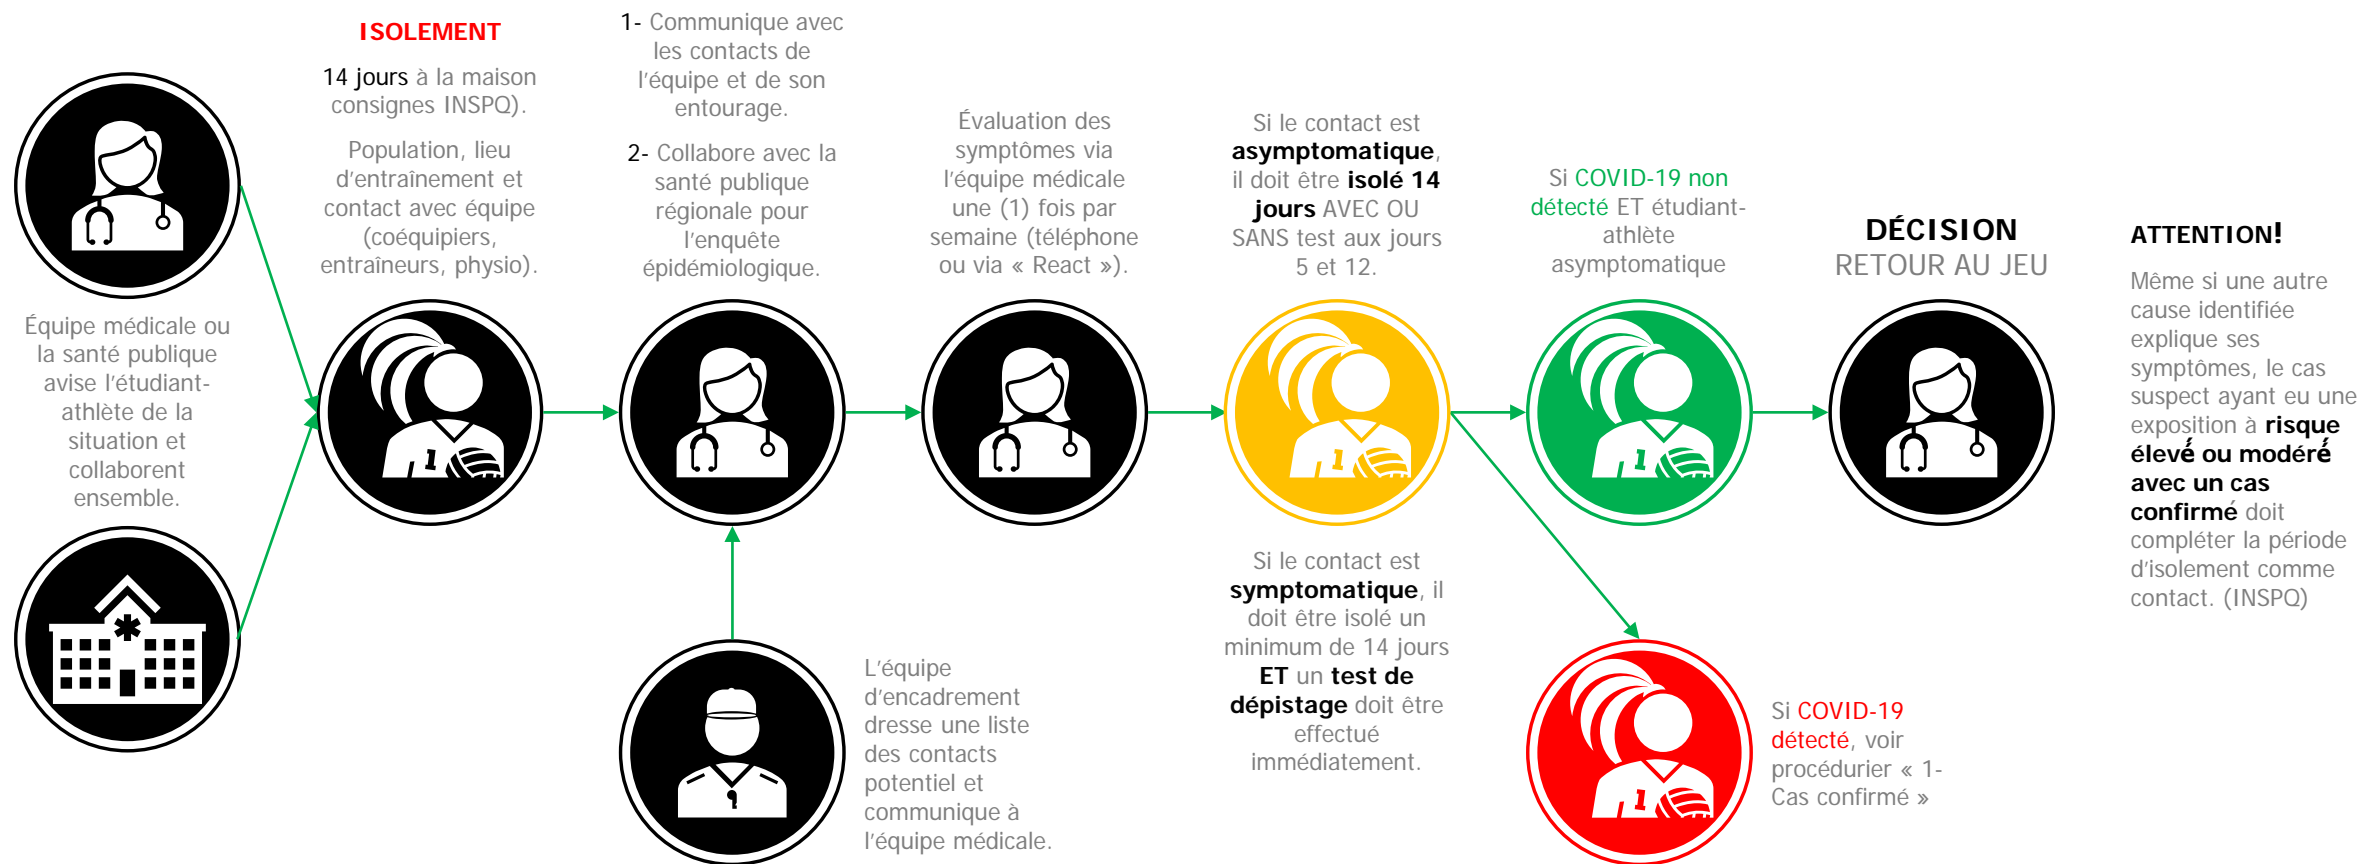 ISOLEMENT
14 jours à la maison
consignes INSPQ).
Population, lieu
d'entraînement et
contact avec équipe
(coéquipiers,
entraîneurs, physio).
Équipe médicale ou
la santé publique
avise l'étudiant-
athlète de la
situation et
collaborent
ensemble.
1- Communique avec
les contacts de
l'équipe et de son
entourage.
2- Collabore avec la
santé publique
régionale pour
l'enquête
épidémiologique.
L'équipe
d'encadrement
dresse une liste
des contacts
potentiel et
communique à
l'équipe médicale.
Évaluation des
symptômes via
l'équipe médicale
une (1) fois par
semaine (téléphone
ou via « React »).
Si le contact est
asymptomatique,
il doit être isolé 14
jours AVEC OU
SANS test aux jours
5 et 12.
Si le contact est
symptomatique, il
doit être isolé un
minimum de 14 jours
ET un test de
dépistage doit être
effectué
immédiatement.
Si COVID-19 non
détecté ET étudiant-
athlète
asymptomatique
Si COVID-19
détecté, voir
procédurier « 1-
Cas confirmé »
DÉCISION
RETOUR AU JEU
ATTENTION!
Même si une autre
cause identifiée
explique ses
symptômes, le cas
suspect ayant eu une
exposition à risque
élevé ou modéré
avec un cas
confirmé doit
compléter la période
d'isolement comme
contact. (INSPQ)
1
1
1
1